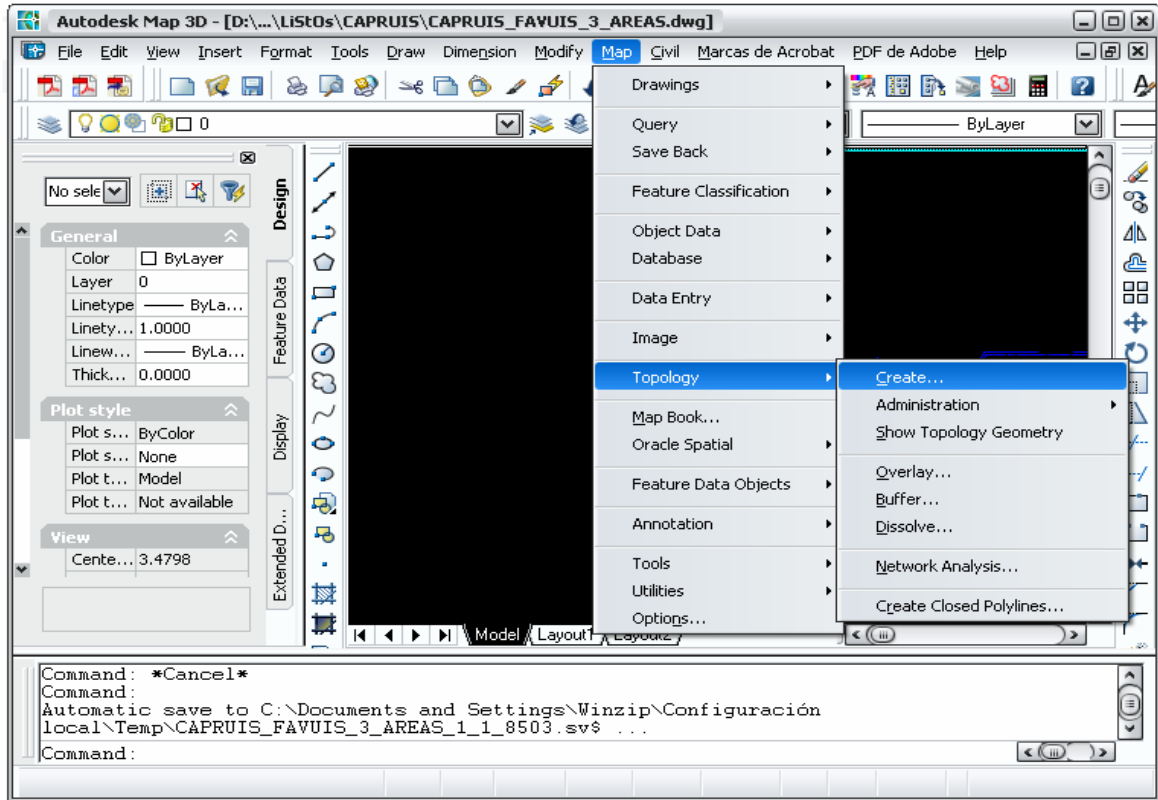 Autodesk Map 3D - [D:\...\LiStOs\CAPRUIS\CAPRUIS_FAVUIS_3_AREAS.dwg]
File Edit View Insert Format Tools Draw Dimension Modify Map Civil Marcas de Acrobat PDF de Adobe Help
0
ByLayer
No sele
General
Color ByLayer
Layer 0
Linetype ByLa...
Linety... 1.0000
Linew... ByLa...
Thick... 0.0000
Plot style
Plot s... ByColor
Plot s... None
Plot t... Model
Plot t... Not available
View
Cente... 3.4798
Design
Feature Data
Display
Extended D...
Drawings
Query
Save Back
Feature Classification
Object Data
Database
Data Entry
Image
Topology
Map Book...
Oracle Spatial
Feature Data Objects
Annotation
Tools
Utilities
Options...
Create...
Administration
Show Topology Geometry
Overlay...
Buffer...
Dissolve...
Network Analysis...
Create Closed Polylines...
Model Layout1 Layout2
Command: *Cancel*
Command:
Automatic save to C:\Documents and Settings\Winzip\Configuración
local\Temp\CAPRUIS_FAVUIS_3_AREAS_1_1_8503.sv$ ...
Command: